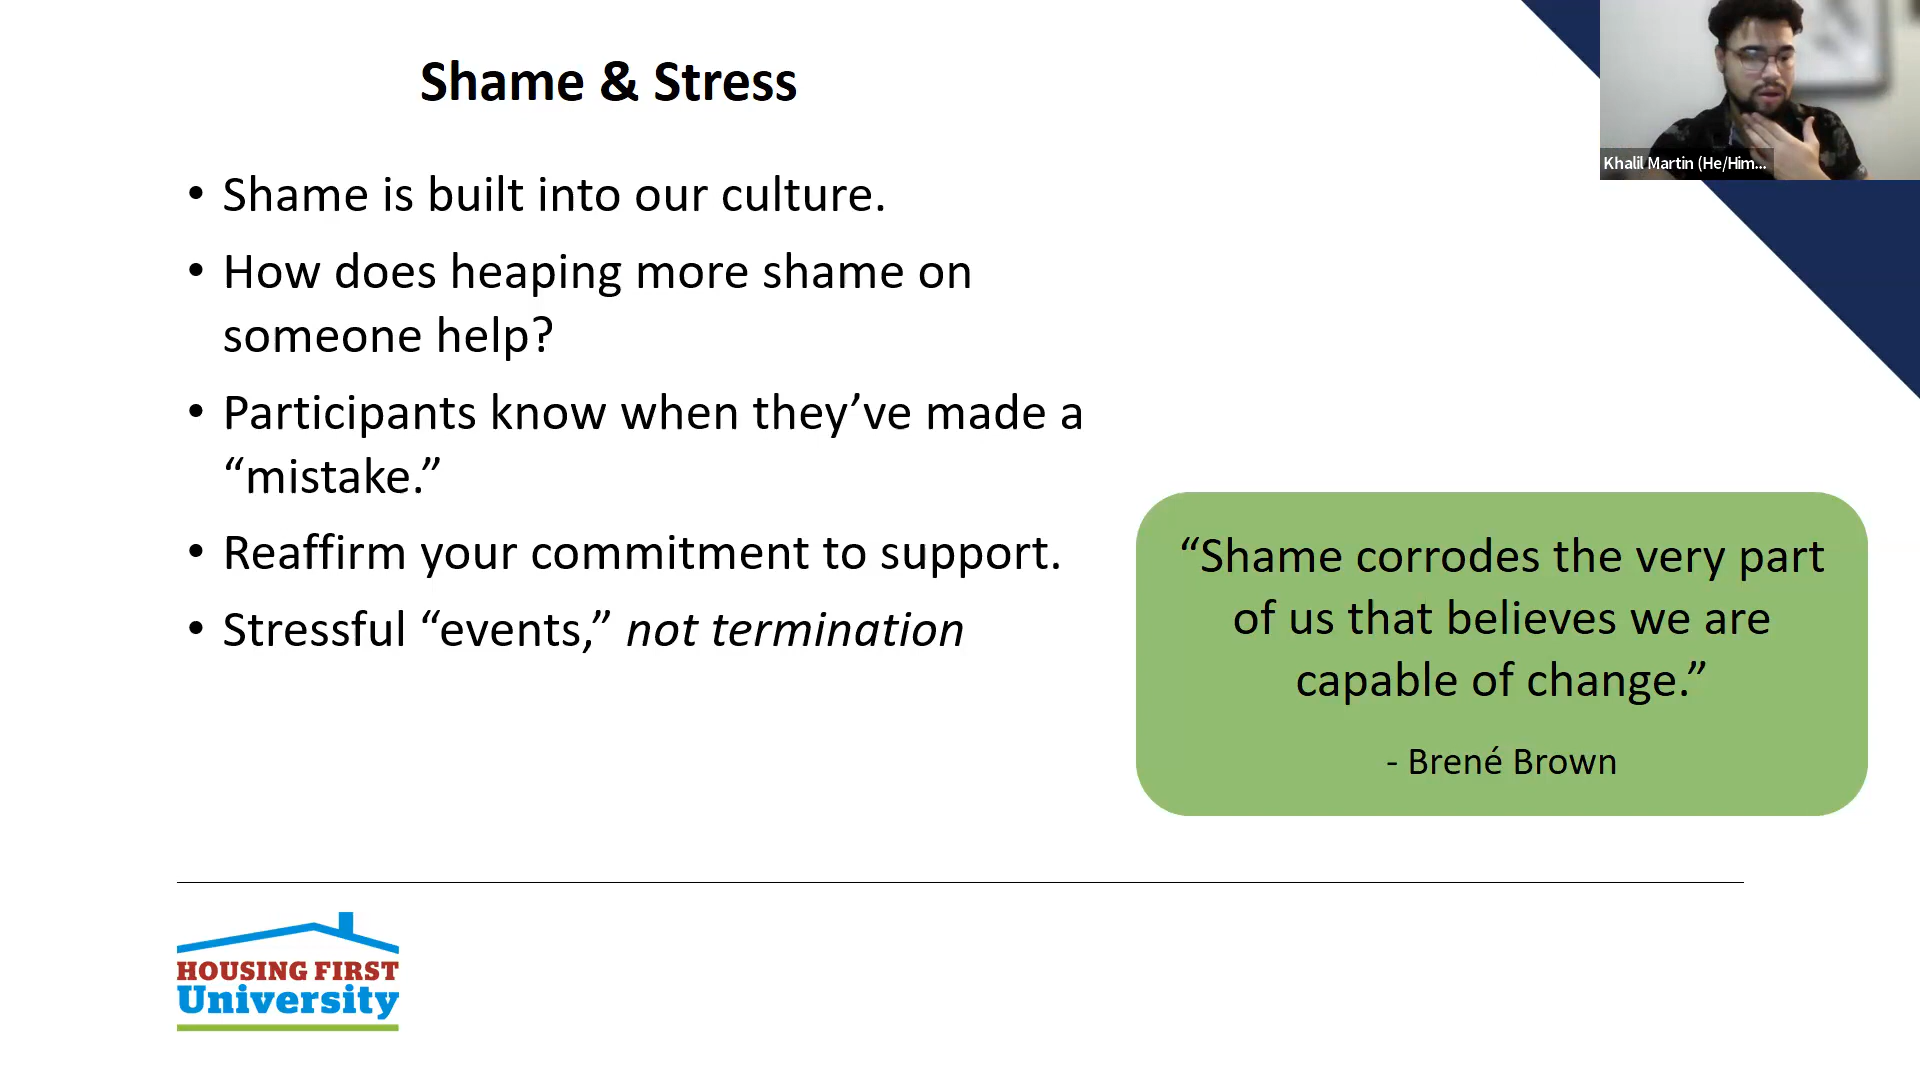 Shame & Stress
Khalil Martin (He/Him...
• Shame is built into our culture.
• How does heaping more shame on
someone help?
• Participants know when they’ve made a
“mistake.”
• Reaffirm your commitment to support.
• Stressful “events,” not termination
“Shame corrodes the very part
of us that believes we are
capable of change.”
- Brené Brown
HOUSING FIRST
University